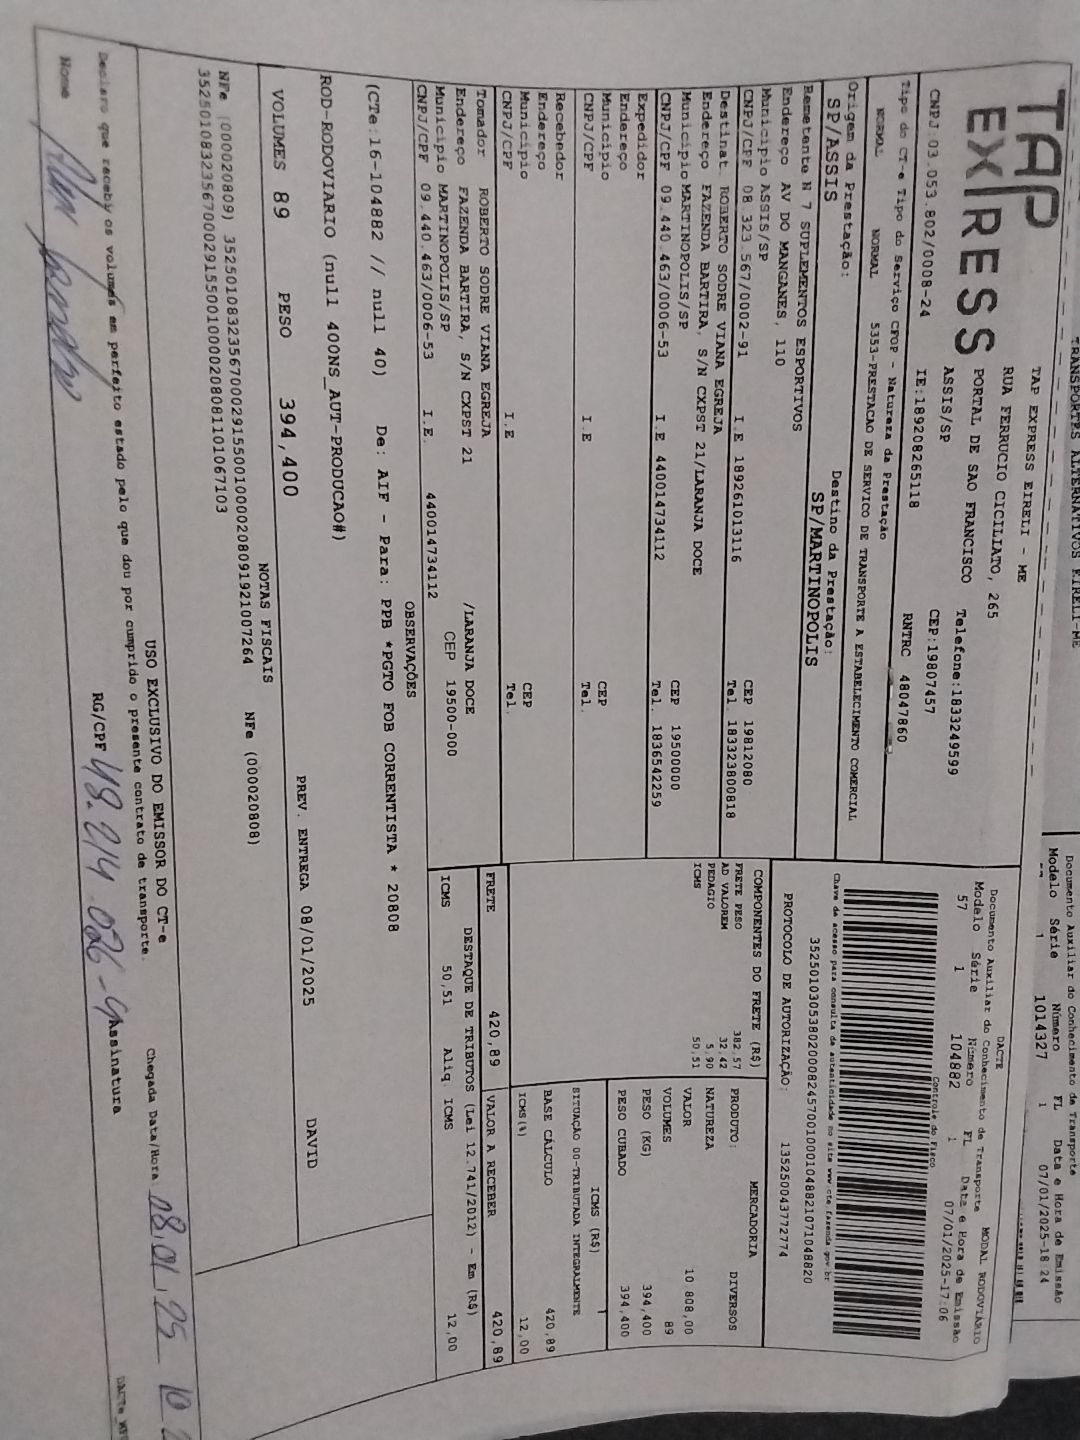 TRANSPORTES ALTERNATIVOS EIRELI-ME
Documento Auxiliar do Conhecimento de Transporte
Modelo Série Número FL Data e Hora de Emissão
1 1014327 1 07/01/2025-18:24
TAP
EXPRESS
TAP EXPRESS EIRELI - ME
RUA FERRUCIO CICILIATO, 265
PORTAL DE SAO FRANCISCO Telefone:1833249599
ASSIS/SP CEP:19807457
CNPJ.03.053.802/0008-24 IE:189208265118 RNTRC 48047860
DACTE MODAL RODOVIÁRIO
Documento Auxiliar do Conhecimento de Transporte
Modelo Série Número FL Data e Hora de Emissão
57 1 104882 1 07/01/2025-17:06
Controle do Fisco
Chave de acesso para consulta de autenticidade no site www.cte.fazenda.gov.br
35250103053802000824570010001048821071048820
PROTOCOLO DE AUTORIZAÇÃO: 135250043772774
Tipo do CT-e Tipo do Serviço CFOP - Natureza da Prestação
NORMAL NORMAL 5353-PRESTACAO DE SERVICO DE TRANSPORTE A ESTABELECIMENTO COMERCIAL
Origem da Prestação: Destino da Prestação:
SP/ASSIS SP/MARTINOPOLIS
Remetente N 7 SUPLEMENTOS ESPORTIVOS
Endereço AV DO MANGANES, 110
Município ASSIS/SP CEP 19812080
CNPJ/CPF 08.323.567/0002-91 I.E 189261013116 Tel. 183323800818
Destinat. ROBERTO SODRE VIANA EGREJA
Endereço FAZENDA BARTIRA, S/N CXPST 21/LARANJA DOCE
Município MARTINOPOLIS/SP CEP 19500000
CNPJ/CPF 09.440.463/0006-53 I.E 440014734112 Tel. 1836542259
Expedidor
Endereço
Município CEP
CNPJ/CPF I.E Tel.
Recebedor
Endereço
Município CEP
CNPJ/CPF I.E Tel.
Tomador ROBERTO SODRE VIANA EGREJA
Endereço FAZENDA BARTIRA, S/N CXPST 21 /LARANJA DOCE
Município MARTINOPOLIS/SP CEP 19500-000
CNPJ/CPF 09.440.463/0006-53 I.E. 440014734112
COMPONENTES DO FRETE (R$)
FRETE PESO 382,57
AD VALOREM 32,42
PEDAGIO 5,90
ICMS 50,51
MERCADORIA
PRODUTO: DIVERSOS
NATUREZA
VALOR 10.808,00
VOLUMES 89
PESO (KG) 394,400
PESO CUBADO 394,400
ICMS (R$)
SITUAÇÃO 00-TRIBUTADA INTEGRALMENTE
BASE CÁLCULO 420,89
ICMS(%) 12,00
FRETE 420,89 VALOR A RECEBER 420,89
DESTAQUE DE TRIBUTOS (Lei 12.741/2012) - Em (R$)
ICMS 50,51 Aliq. ICMS 12,00
OBSERVAÇÕES
(CTe:16-104882 // null 40) De: AIF - Para: PPB *PGTO FOB CORRENTISTA * 20808
ROD-RODOVIARIO (null 400NS_AUT-PRODUCAO#)
VOLUMES 89 PESO 394,400 PREV. ENTREGA 08/01/2025 DAVID
NOTAS FISCAIS
NFe (000020809) 35250108323567000291550010000208091921007264 NFe (000020808)
35250108323567000291550010000208081101067103
USO EXCLUSIVO DO EMISSOR DO CT-e
Declaro que recebi os volumes em perfeito estado pelo que dou por cumprido o presente contrato de transporte. Chegada Data/Hora 08.01.25 10
Nome RG/CPF 48.214.026-9 Assinatura